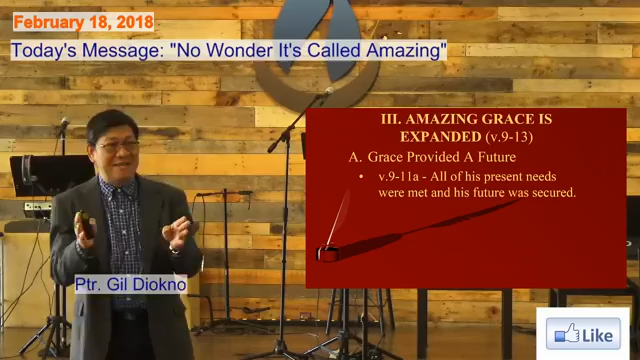 February 18, 2018
Today's Message: "No Wonder It's Called Amazing"
III. AMAZING GRACE IS
EXPANDED (v.9-13)
A. Grace Provided A Future
• v.9-11a - All of his present needs
were met and his future was secured.
Ptr. Gil Diokno
Like